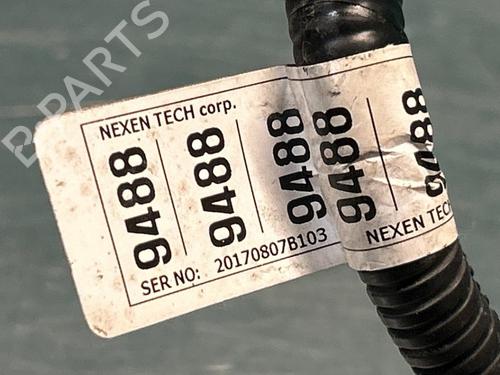 B-PARTS
NEXEN TECH corp.
9488 9488 9488 9488 9488
SER NO: 20170807B103
NEXEN TECH